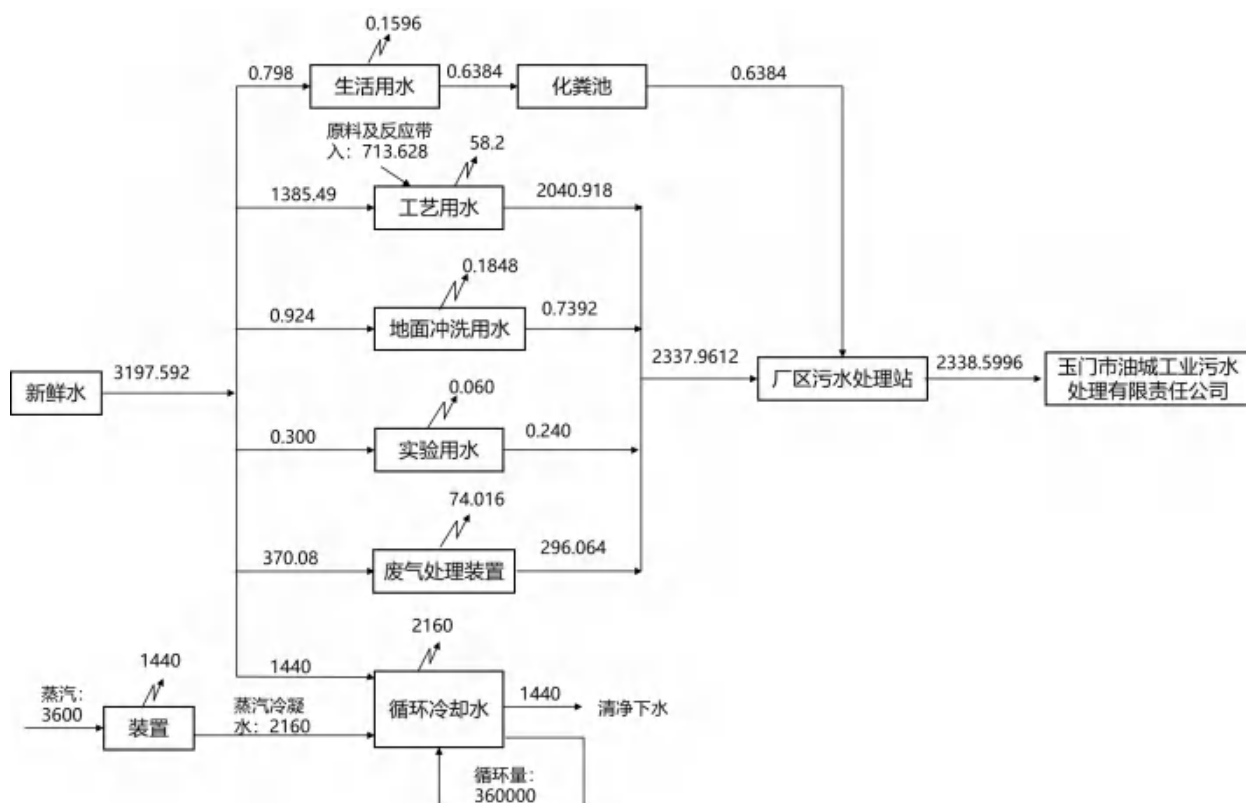 0.1596
0.798
生活用水
0.6384
化粪池
0.6384
原料及反应带
入：713.628
58.2
1385.49
工艺用水
2040.918
0.1848
0.924
地面冲洗用水
0.7392
新鲜水
3197.592
2337.9612
厂区污水处理站
2338.5996
玉门市油城工业污水
处理有限责任公司
0.060
0.300
实验用水
0.240
74.016
370.08
废气处理装置
296.064
2160
1440
1440
循环冷却水
1440
清净下水
蒸汽：
3600
装置
蒸汽冷凝
水：2160
循环量：
360000